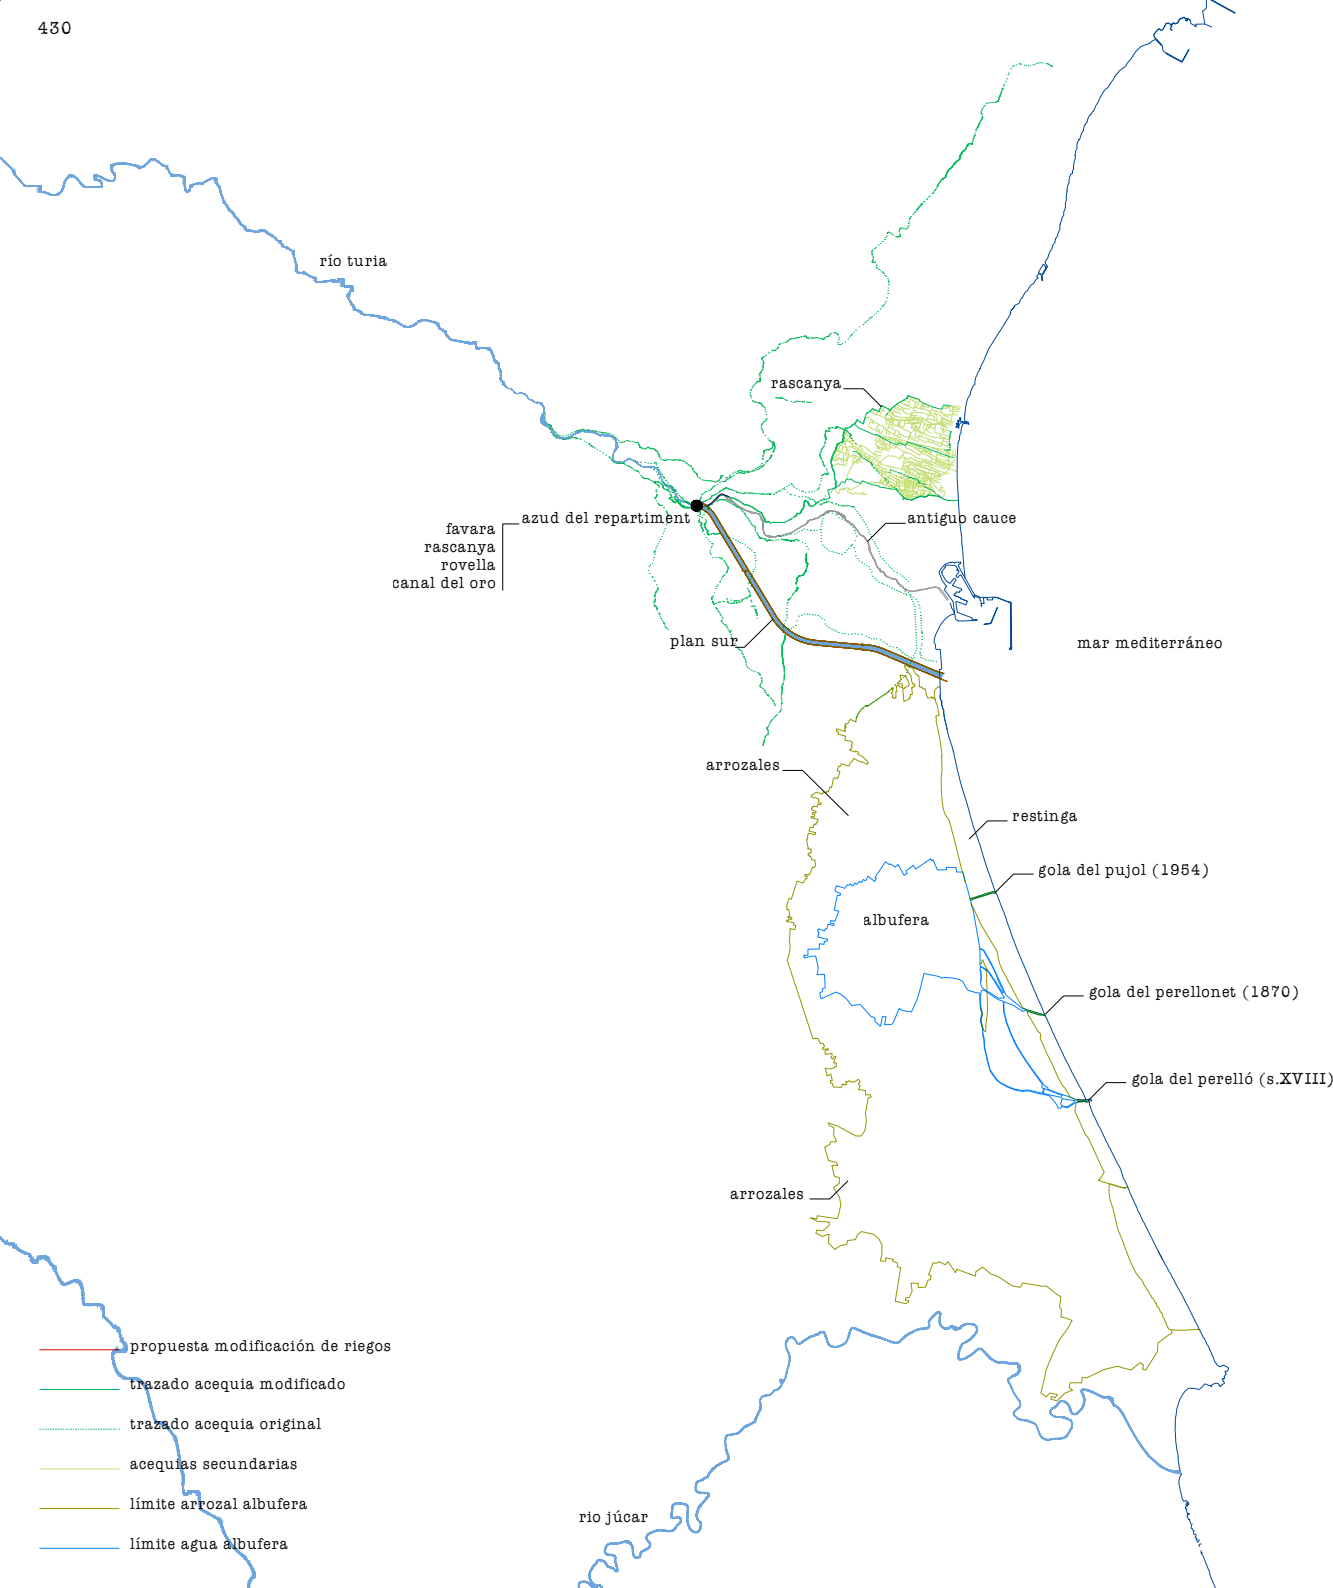 430
río turia
rascanya
azud del repartiment
antiguo cauce
favara
rascanya
rovella
canal del oro
plan sur
mar mediterráneo
arrozales
restinga
gola del pujol (1954)
albufera
gola del perellonet (1870)
gola del perelló (s.XVIII)
arrozales
propuesta modificación de riegos
trazado acequia modificado
trazado acequia original
acequias secundarias
límite arrozal albufera
rio júcar
límite agua albufera